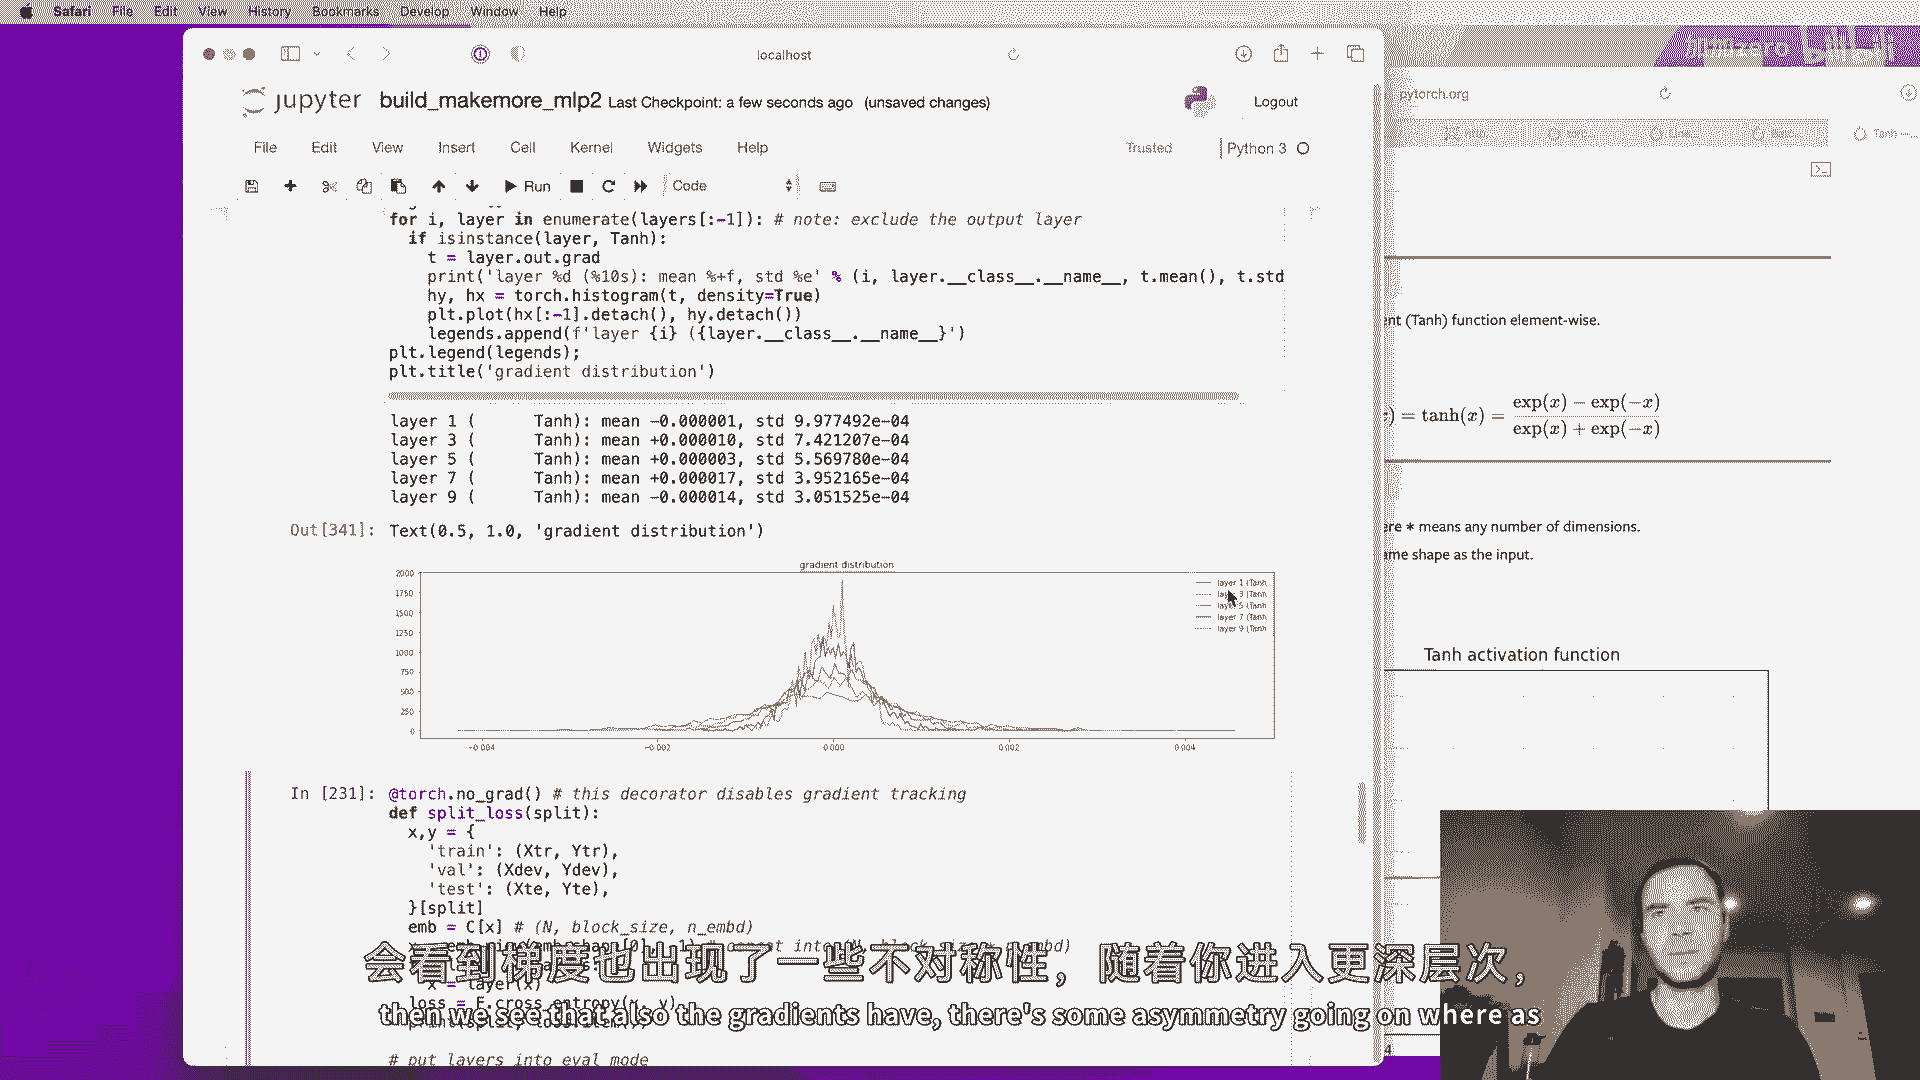 Safari File Edit View History Bookmarks Develop Window Help
localhost
pytorch.org
jupyter build_makemore_mlp2 Last Checkpoint: a few seconds ago (unsaved changes)
Logout
File Edit View Insert Cell Kernel Widgets Help
Trusted Python 3
Run Code
Tanh
for i, layer in enumerate(layers[:-1]): # note: exclude the output layer
if isinstance(layer, Tanh):
t = layer.out.grad
print('layer %d (%10s): mean %+f, std %e' % (i, layer.__class__.__name__, t.mean(), t.std
hy, hx = torch.histogram(t, density=True)
plt.plot(hx[:-1].detach(), hy.detach())
legends.append(f'layer {i} ({layer.__class__.__name__}')
plt.legend(legends);
plt.title('gradient distribution')
layer 1 ( Tanh): mean -0.000001, std 9.977492e-04
layer 3 ( Tanh): mean +0.000010, std 7.421207e-04
layer 5 ( Tanh): mean +0.000003, std 5.569780e-04
layer 7 ( Tanh): mean +0.000017, std 3.952165e-04
layer 9 ( Tanh): mean -0.000014, std 3.051525e-04
Out[341]: Text(0.5, 1.0, 'gradient distribution')
gradient distribution
2000
1750
1500
1250
1000
750
500
250
0
-0.004 -0.002 0.000 0.002 0.004
layer 1 (Tanh
layer 3 (Tanh
layer 5 (Tanh
layer 7 (Tanh
layer 9 (Tanh
In [231]: @torch.no_grad() # this decorator disables gradient tracking
def split_loss(split):
x,y = {
'train': (Xtr, Ytr),
'val': (Xdev, Ydev),
'test': (Xte, Yte),
}[split]
emb = C[x] # (N, block_size, n_embd)
x = layer(x)
loss = F.cross_entropy(x, y)
# put layers into eval mode
(Tanh) function element-wise.
) = tanh(x) = exp(x) − exp(−x) / exp(x) + exp(−x)
∗ means any number of dimensions.
shape as the input.
Tanh activation function
会看到梯度也出现了一些不对称性，随着你进入更深层次，
then we see that also the gradients have, there's some asymmetry going on where as